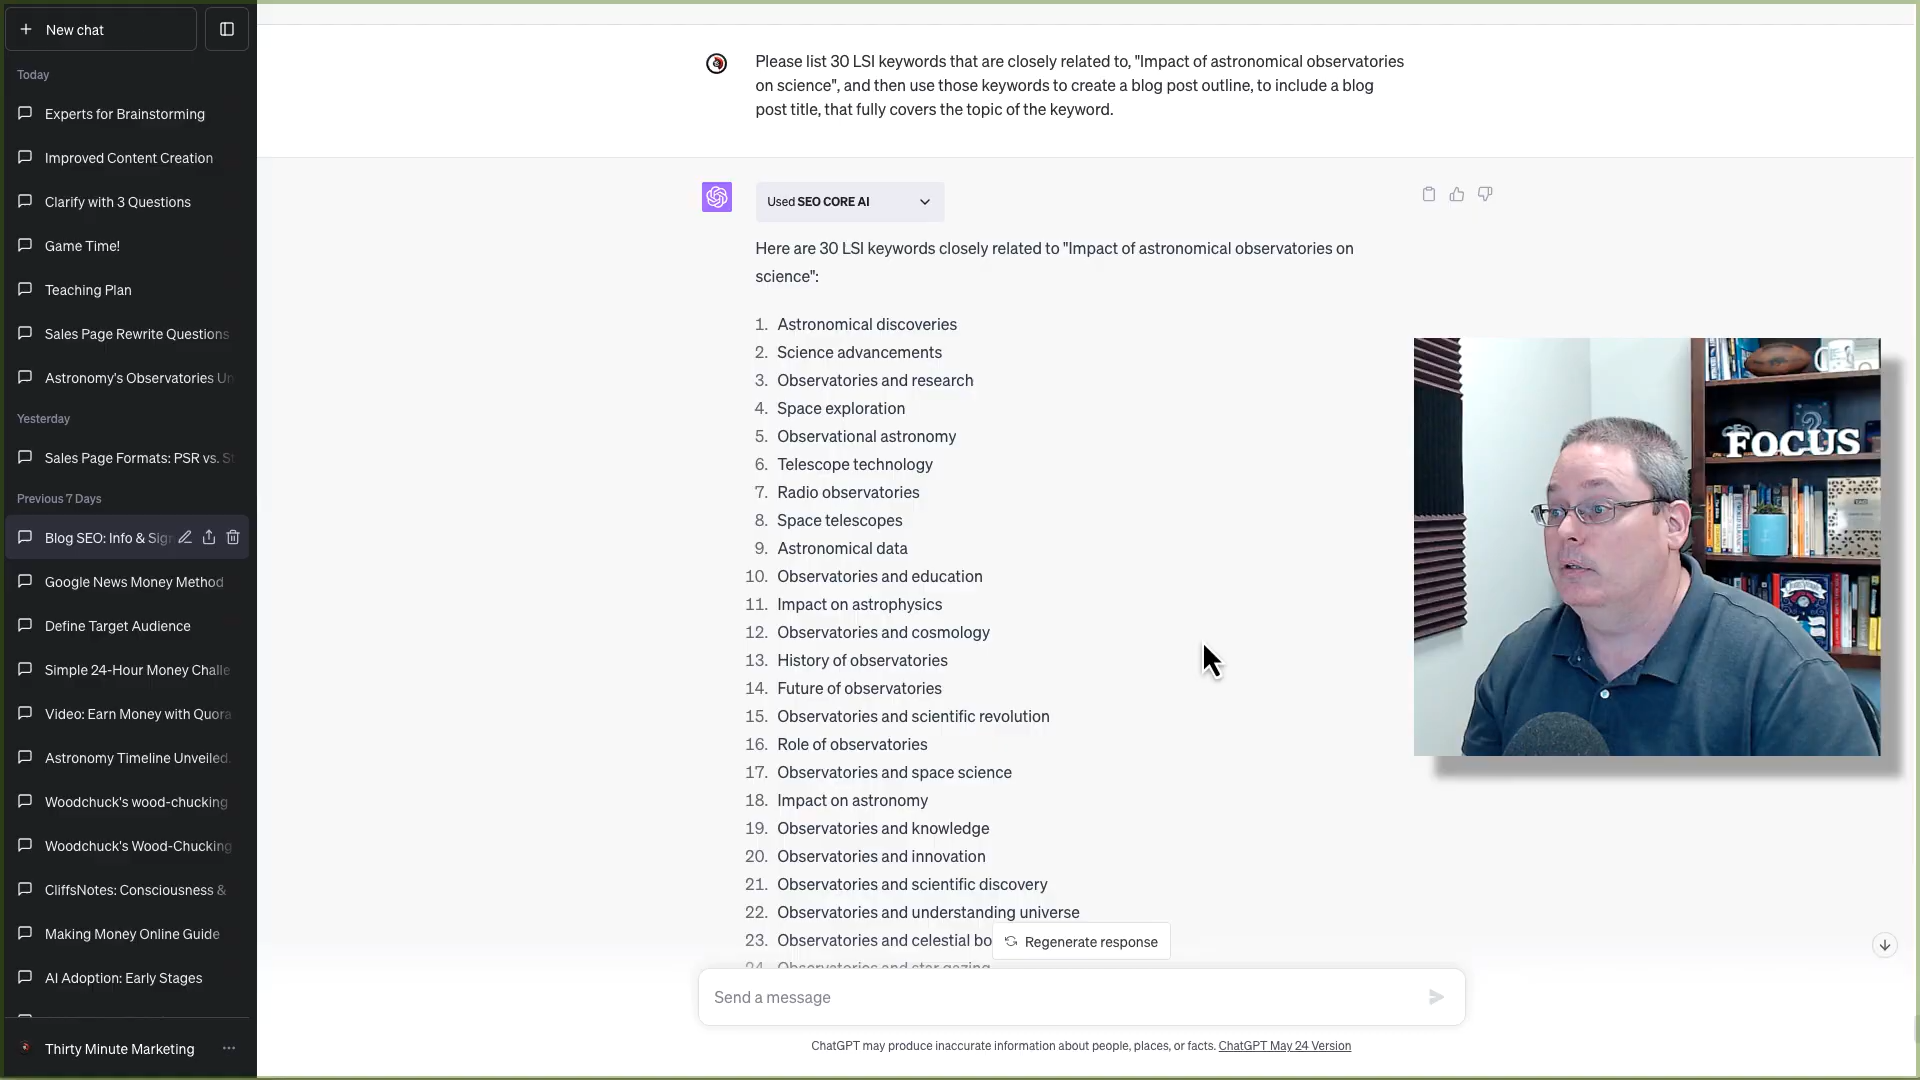 New chat
Today
Experts for Brainstorming
Improved Content Creation
Clarify with 3 Questions
Game Time!
Teaching Plan
Sales Page Rewrite Questions
Astronomy's Observatories Un
Yesterday
Sales Page Formats: PSR vs. St
Previous 7 Days
Blog SEO: Info & Sig
Google News Money Method
Define Target Audience
Simple 24-Hour Money Challe
Video: Earn Money with Quora
Astronomy Timeline Unveiled.
Woodchuck's wood-chucking
Woodchuck's Wood-Chucking
CliffsNotes: Consciousness &
Making Money Online Guide
AI Adoption: Early Stages
Thirty Minute Marketing
Please list 30 LSI keywords that are closely related to, "Impact of astronomical observatories
on science", and then use those keywords to create a blog post outline, to include a blog
post title, that fully covers the topic of the keyword.
Used SEO CORE AI
Here are 30 LSI keywords closely related to "Impact of astronomical observatories on
science":
1. Astronomical discoveries
2. Science advancements
3. Observatories and research
4. Space exploration
5. Observational astronomy
6. Telescope technology
7. Radio observatories
8. Space telescopes
9. Astronomical data
10. Observatories and education
11. Impact on astrophysics
12. Observatories and cosmology
13. History of observatories
14. Future of observatories
15. Observatories and scientific revolution
16. Role of observatories
17. Observatories and space science
18. Impact on astronomy
19. Observatories and knowledge
20. Observatories and innovation
21. Observatories and scientific discovery
22. Observatories and understanding universe
23. Observatories and celestial bo
24. Observatories and star gazing
Regenerate response
Send a message
ChatGPT may produce inaccurate information about people, places, or facts. ChatGPT May 24 Version
FOCUS